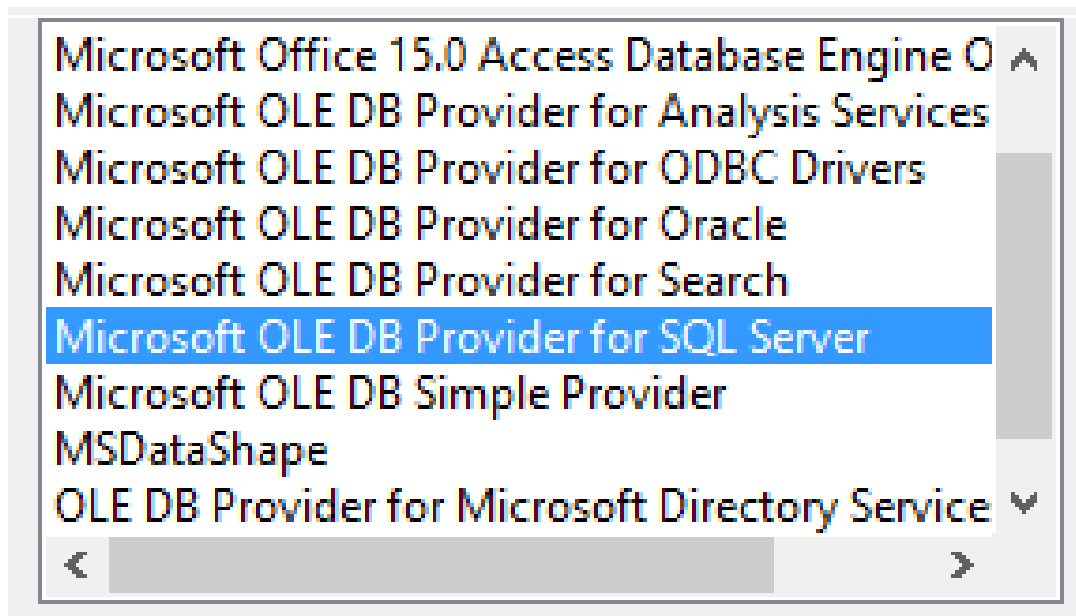 Microsoft Office 15.0 Access Database Engine O
Microsoft OLE DB Provider for Analysis Services
Microsoft OLE DB Provider for ODBC Drivers
Microsoft OLE DB Provider for Oracle
Microsoft OLE DB Provider for Search
Microsoft OLE DB Provider for SQL Server
Microsoft OLE DB Simple Provider
MSDataShape
OLE DB Provider for Microsoft Directory Service